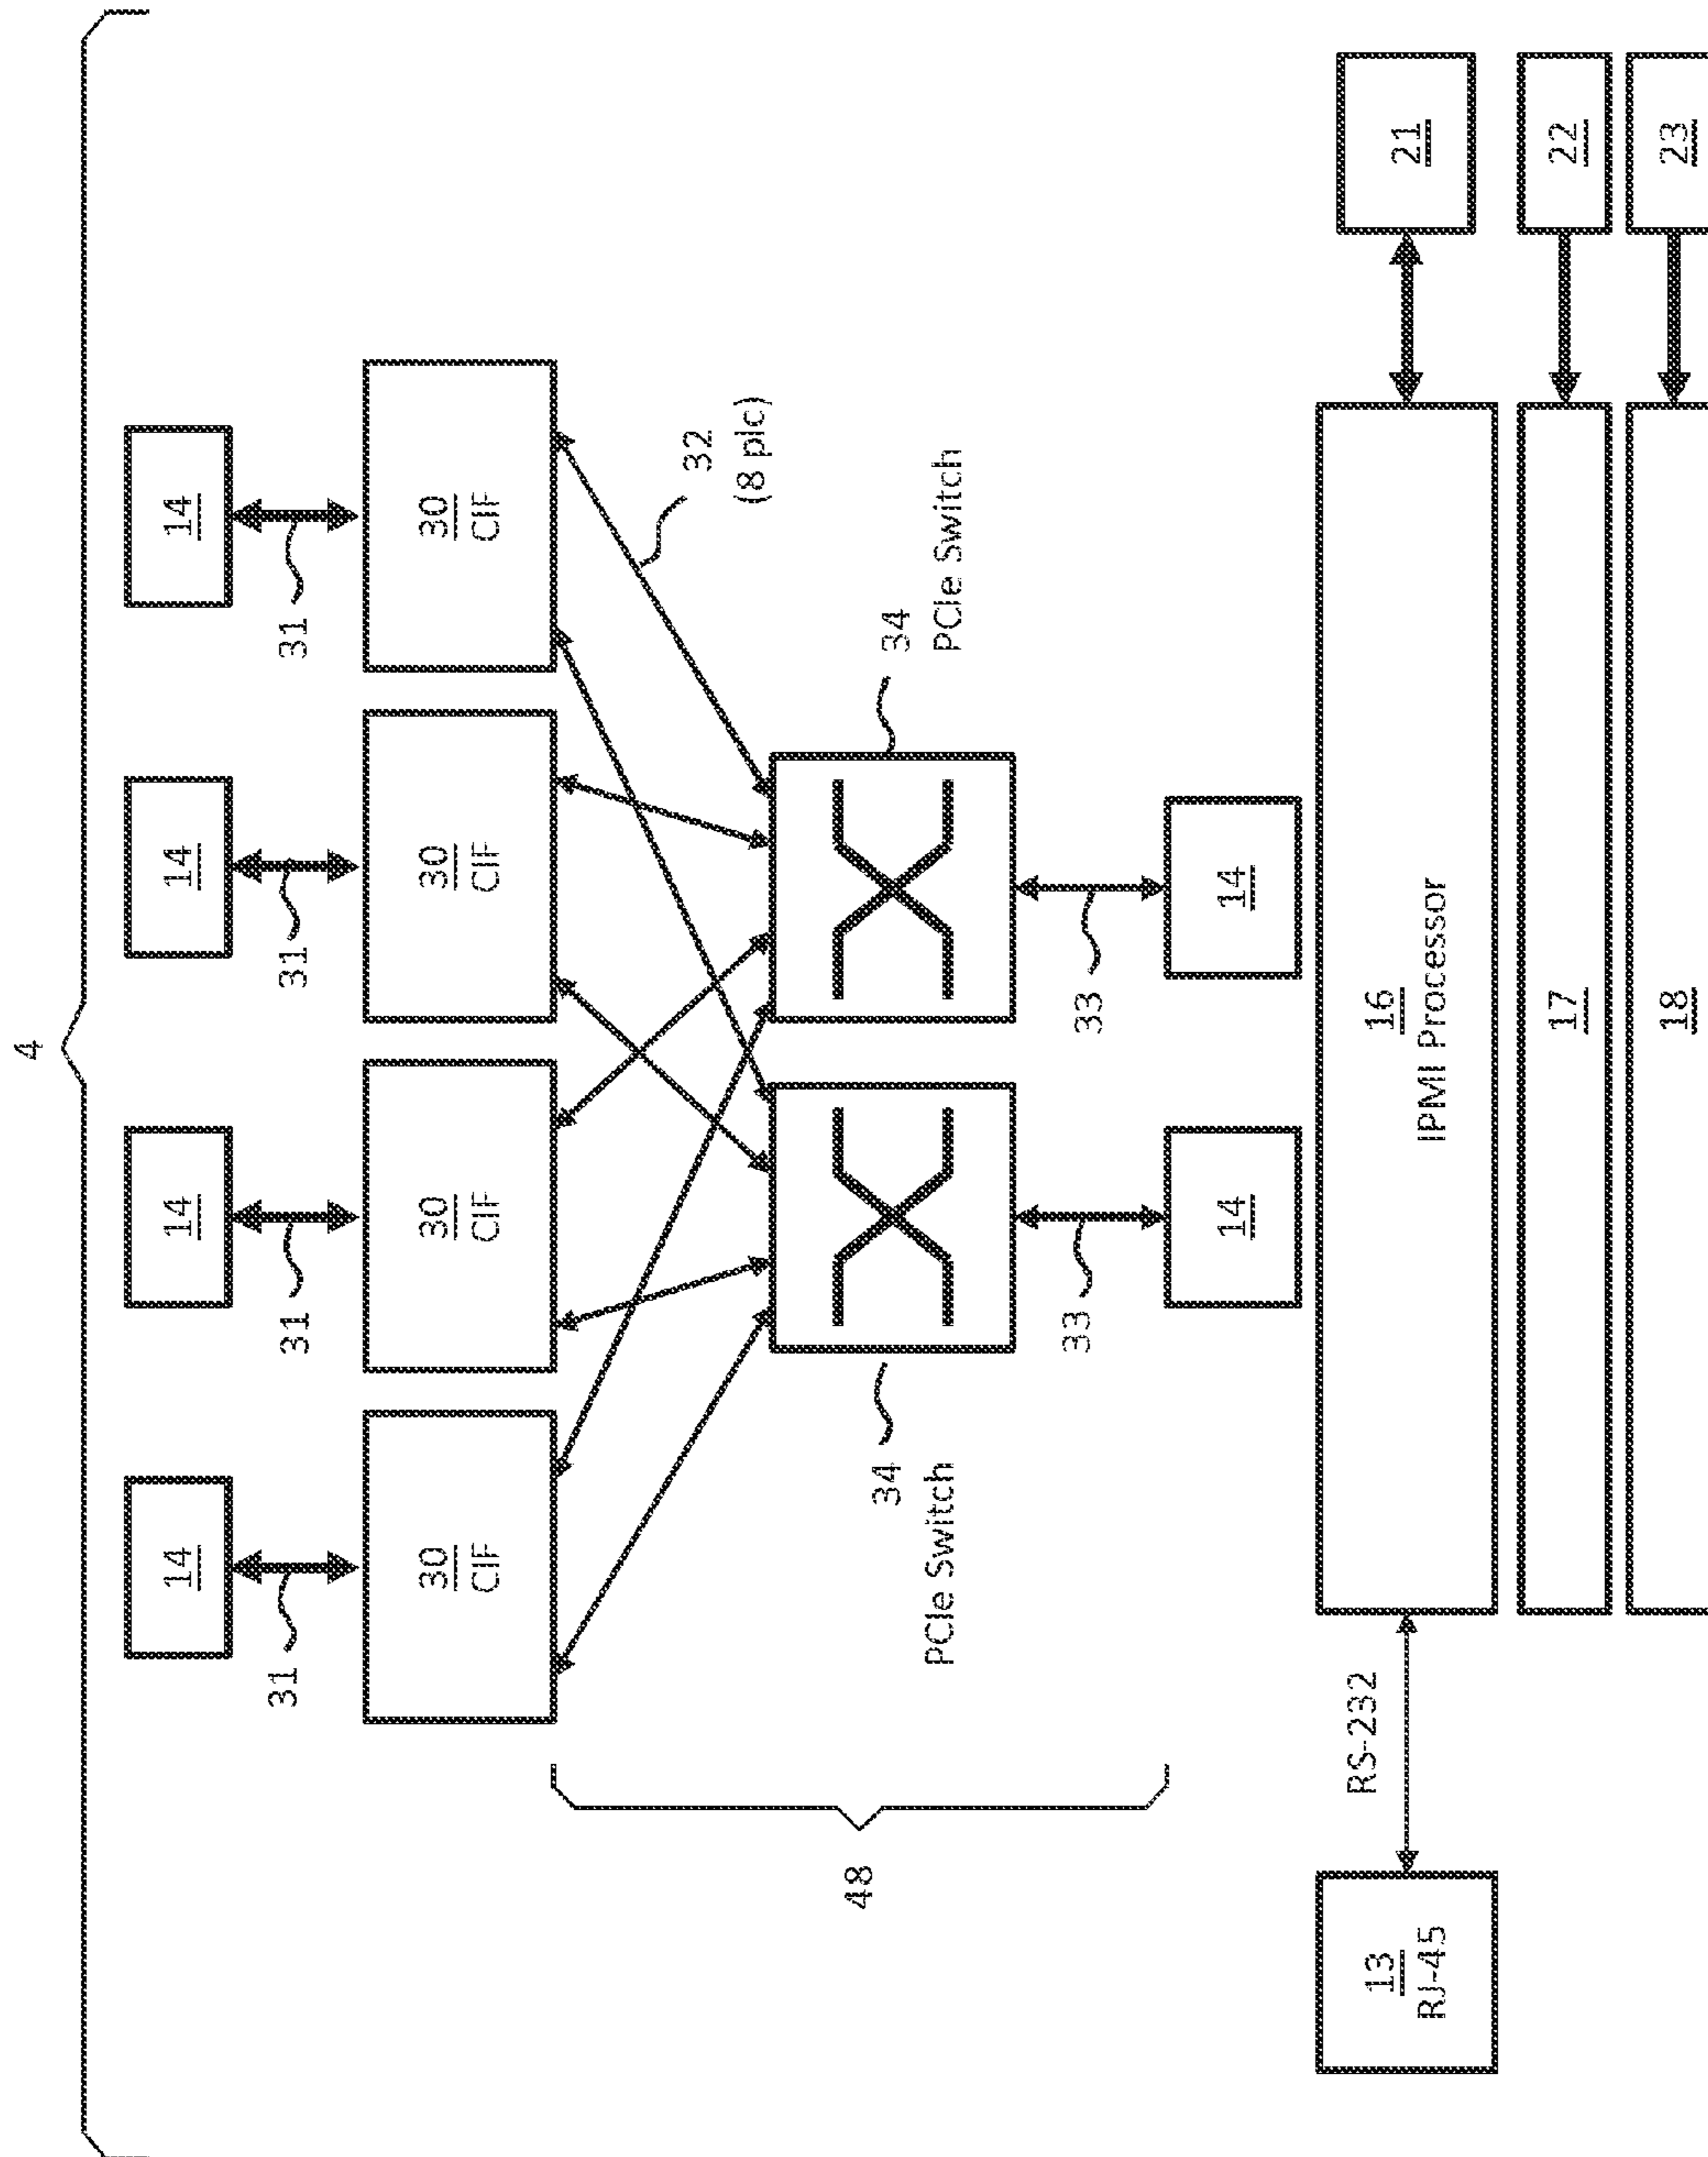 4
14
14
14
14
31
31
31
31
30
CIF
30
CIF
30
CIF
30
CIF
32
(8 plc)
48
34
PCIe Switch
34
PCIe Switch
33
33
14
14
13
RJ-45
RS-232
16
IPMI Processor
21
17
22
18
23